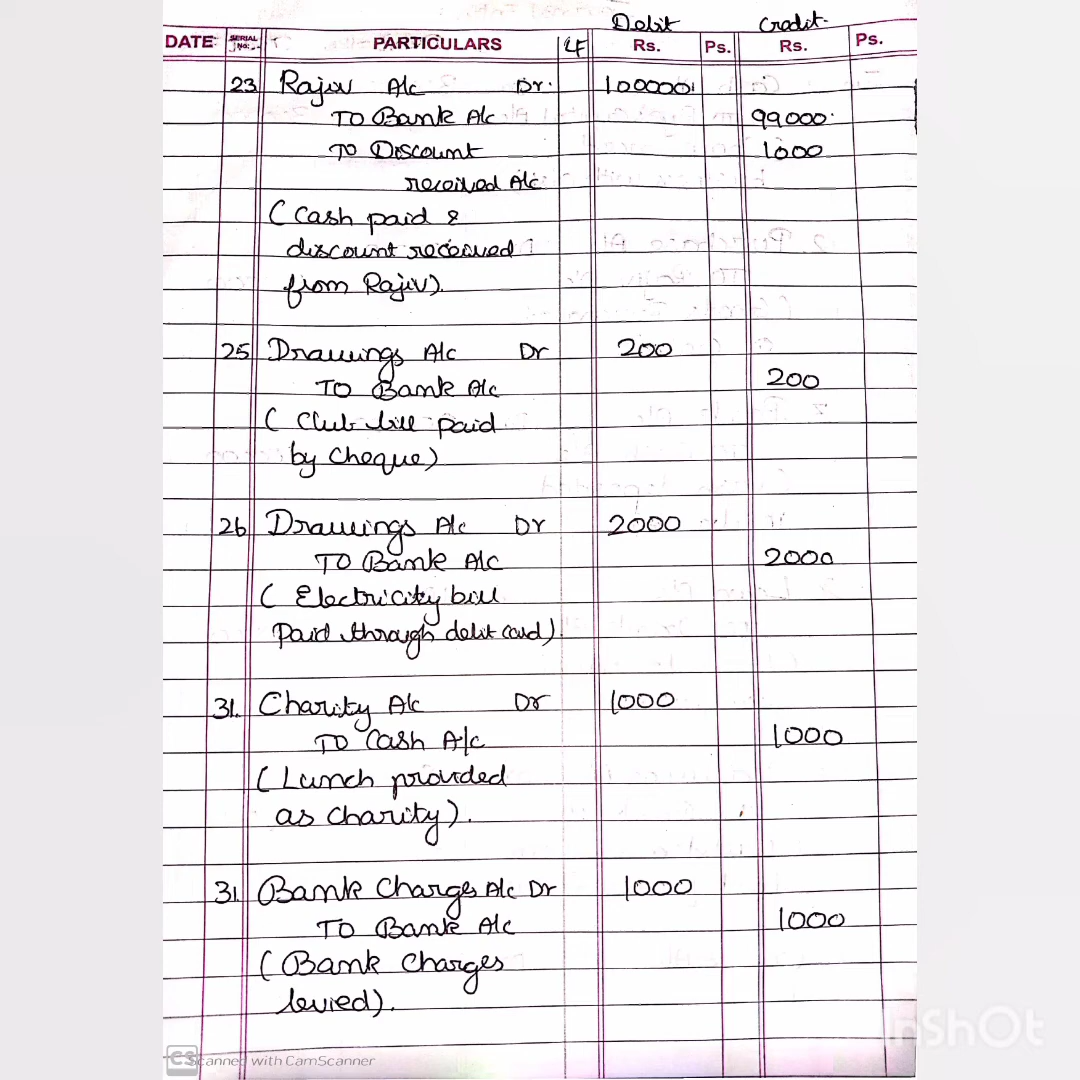 Debit Credit
DATE SERIAL No. PARTICULARS LF Rs. Ps. Rs. Ps.
23 Rajiv A/c Dr. 100000
To Bank A/c 99000
To Discount 1000
received A/c
( Cash paid &
discount received
from Rajiv).
25 Drawings A/c Dr 200
To Bank A/c 200
( Club bill paid
by Cheque)
26 Drawings A/c Dr 2000
To Bank A/c 2000
( Electricity bill
Paid through debit card)
31. Charity A/c Dr 1000
To Cash A/c 1000
( Lunch provided
as Charity).
31. Bank Charges A/c Dr 1000
To Bank A/c 1000
( Bank Charges
levied).
InShOt
CS Scanned with CamScanner